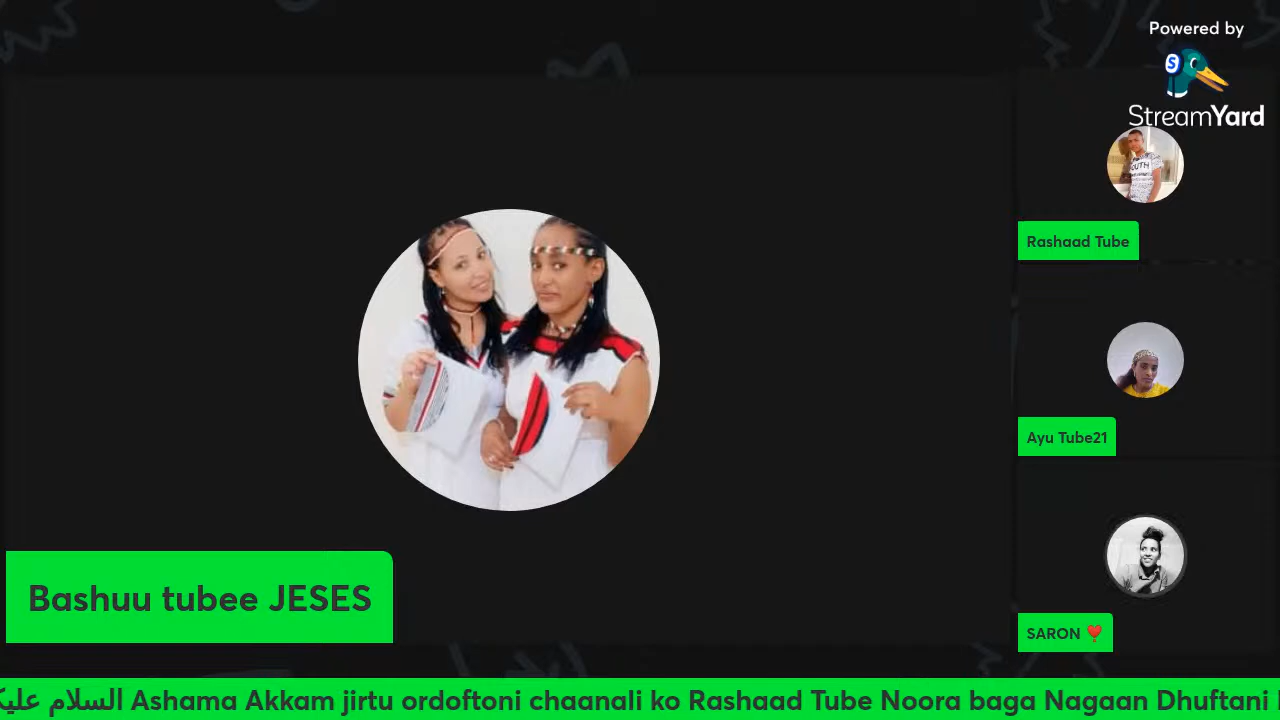 Powered by
StreamYard
Rashaad Tube
Ayu Tube21
Bashuu tubee JESES
SARON ❣️
السلام Ashama Akkam jirtu ordoftoni chaanali ko Rashaad Tube Noora baga Nagaan Dhuftani